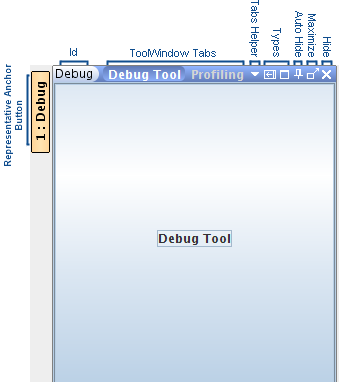 Id
ToolWindow Tabs
Tabs Helper
Types
Auto Hide
Maximize
Hide
Representative Anchor
Button
1 : Debug
Debug
Debug Tool
Profiling
Debug Tool